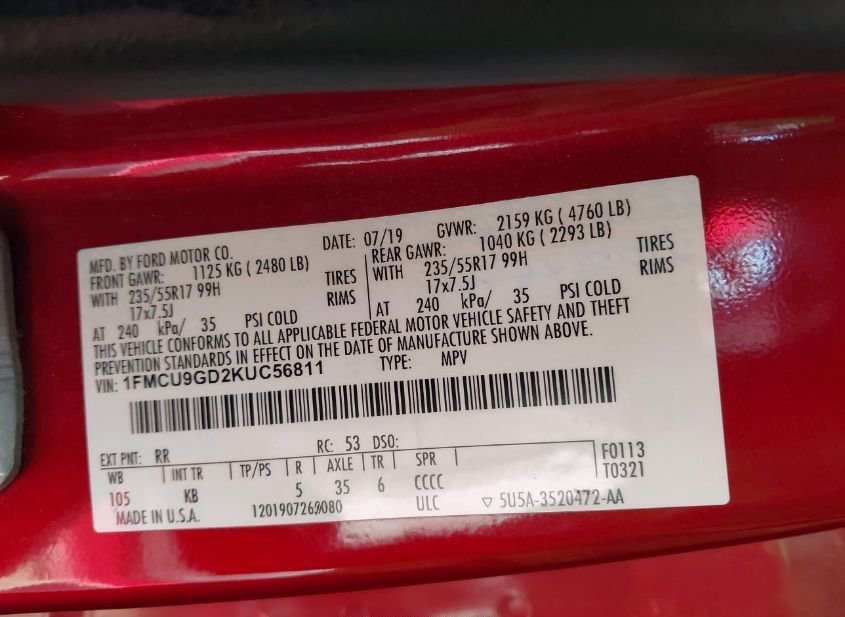 MFD. BY FORD MOTOR CO. DATE: 07/19 GVWR: 2159 KG ( 4760 LB)
FRONT GAWR: 1125 KG ( 2480 LB) REAR GAWR: 1040 KG ( 2293 LB)
WITH 235/55R17 99H TIRES WITH 235/55R17 99H TIRES
17x7.5J RIMS 17x7.5J RIMS
AT 240 kPa/ 35 PSI COLD AT 240 kPa/ 35 PSI COLD
THIS VEHICLE CONFORMS TO ALL APPLICABLE FEDERAL MOTOR VEHICLE SAFETY AND THEFT
PREVENTION STANDARDS IN EFFECT ON THE DATE OF MANUFACTURE SHOWN ABOVE.
VIN: 1FMCU9GD2KUC56811 TYPE: MPV
EXT PNT: RR RC: 53 DSO: F0113
WB INT TR TP/PS R AXLE TR SPR T0321
105 KB 5 35 6 CCCC
MADE IN U.S.A. ULC 5U5A-3520472-AA